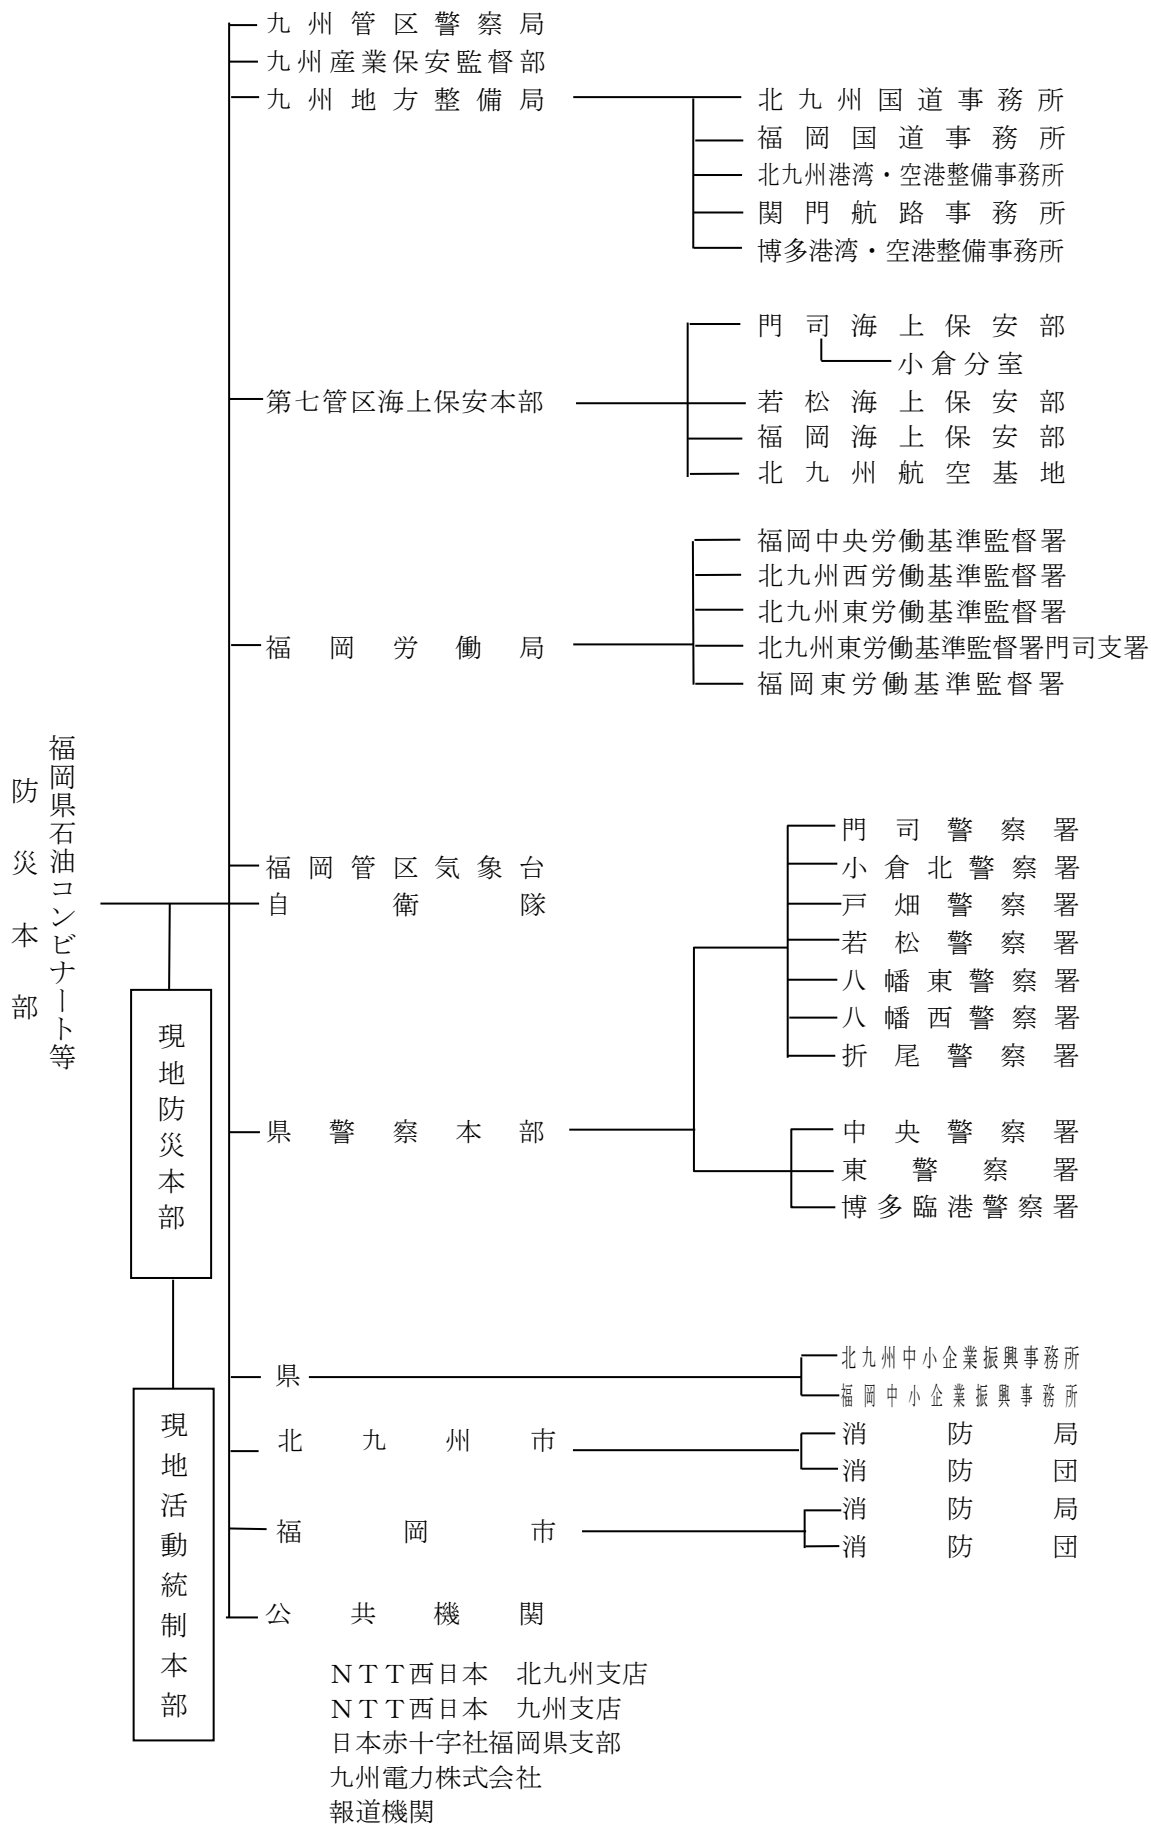 九州管区警察局
九州産業保安監督部
九州地方整備局
北九州国道事務所
福岡国道事務所
北九州港湾・空港整備事務所
関門航路事務所
博多港湾・空港整備事務所
第七管区海上保安本部
門司海上保安部
小倉分室
若松海上保安部
福岡海上保安部
北九州航空基地
福岡労働局
福岡中央労働基準監督署
北九州西労働基準監督署
北九州東労働基準監督署
北九州東労働基準監督署門司支署
福岡東労働基準監督署
福岡県石油コンビナート等
防災本部
福岡管区気象台
自衛隊
現地防災本部
県警察本部
門司警察署
小倉北警察署
戸畑警察署
若松警察署
八幡東警察署
八幡西警察署
折尾警察署
中央警察署
東警察署
博多臨港警察署
現地活動統制本部
県
北九州中小企業振興事務所
福岡中小企業振興事務所
北九州市
消防局
消防団
福岡市
消防局
消防団
公共機関
ＮＴＴ西日本　北九州支店
ＮＴＴ西日本　九州支店
日本赤十字社福岡県支部
九州電力株式会社
報道機関